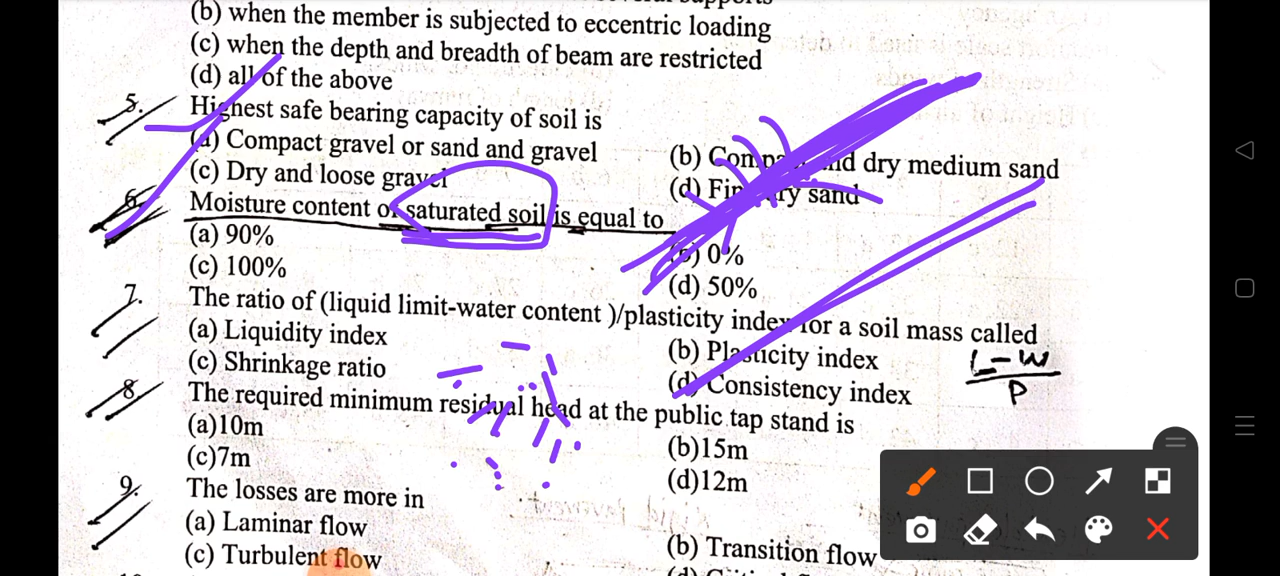 (b) when the member is subjected to eccentric loading
(c) when the depth and breadth of beam are restricted
(d) all of the above
5. Highest safe bearing capacity of soil is
(a) Compact gravel or sand and gravel
(b) and dry medium sand
(c) Dry and loose gravel
(d) Fine dry sand
6. Moisture content of saturated soil is equal to
(a) 90%
(b) 0%
(c) 100%
(d) 50%
7. The ratio of (liquid limit-water content )/plasticity index for a soil mass called
(a) Liquidity index
(b) Plasticity index
(c) Shrinkage ratio
(d) Consistency index
L-W
P
8. The required minimum residual head at the public tap stand is
(a)10m
(b)15m
(c)7m
(d)12m
9. The losses are more in
(a) Laminar flow
(b) Transition flow
(c) Turbulent flow